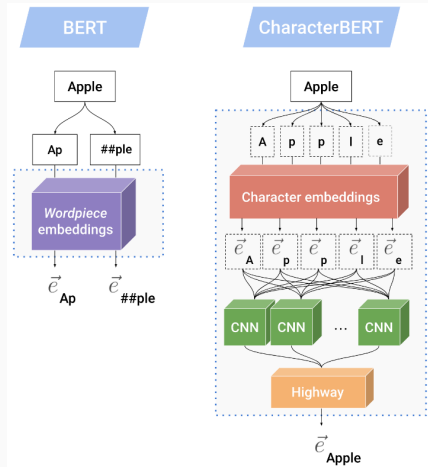 BERT
CharacterBERT
Apple
Ap ##ple
Wordpiece
embeddings
e⃗ Ap e⃗ ##ple
Apple
A p p l e
Character embeddings
e⃗ A e⃗ p e⃗ p e⃗ l e⃗ e
CNN CNN ... CNN
Highway
e⃗ Apple